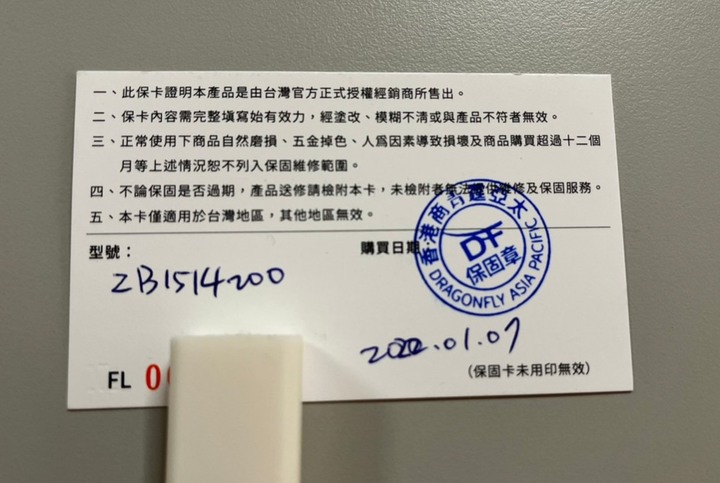 一、此保卡證明本產品是由台灣官方正式授權經銷商所售出。
二、保卡內容需完整填寫始有效力，經塗改、模糊不清或與產品不符者無效。
三、正常使用下商品自然磨損、五金掉色、人為因素導致損壞及商品購買超過十二個
月等上述情況恕不列入保固維修範圍。
四、不論保固是否過期，產品送修請檢附本卡，未檢附者無法提供維修及保固服務。
五、本卡僅適用於台灣地區，其他地區無效。
型號：
ZB1514200
購買日期
香港商 達亞太
DF
保固章
DRAGONFLY ASIA PACIFIC
2022.01.07
FL 0
（保固卡未用印無效）